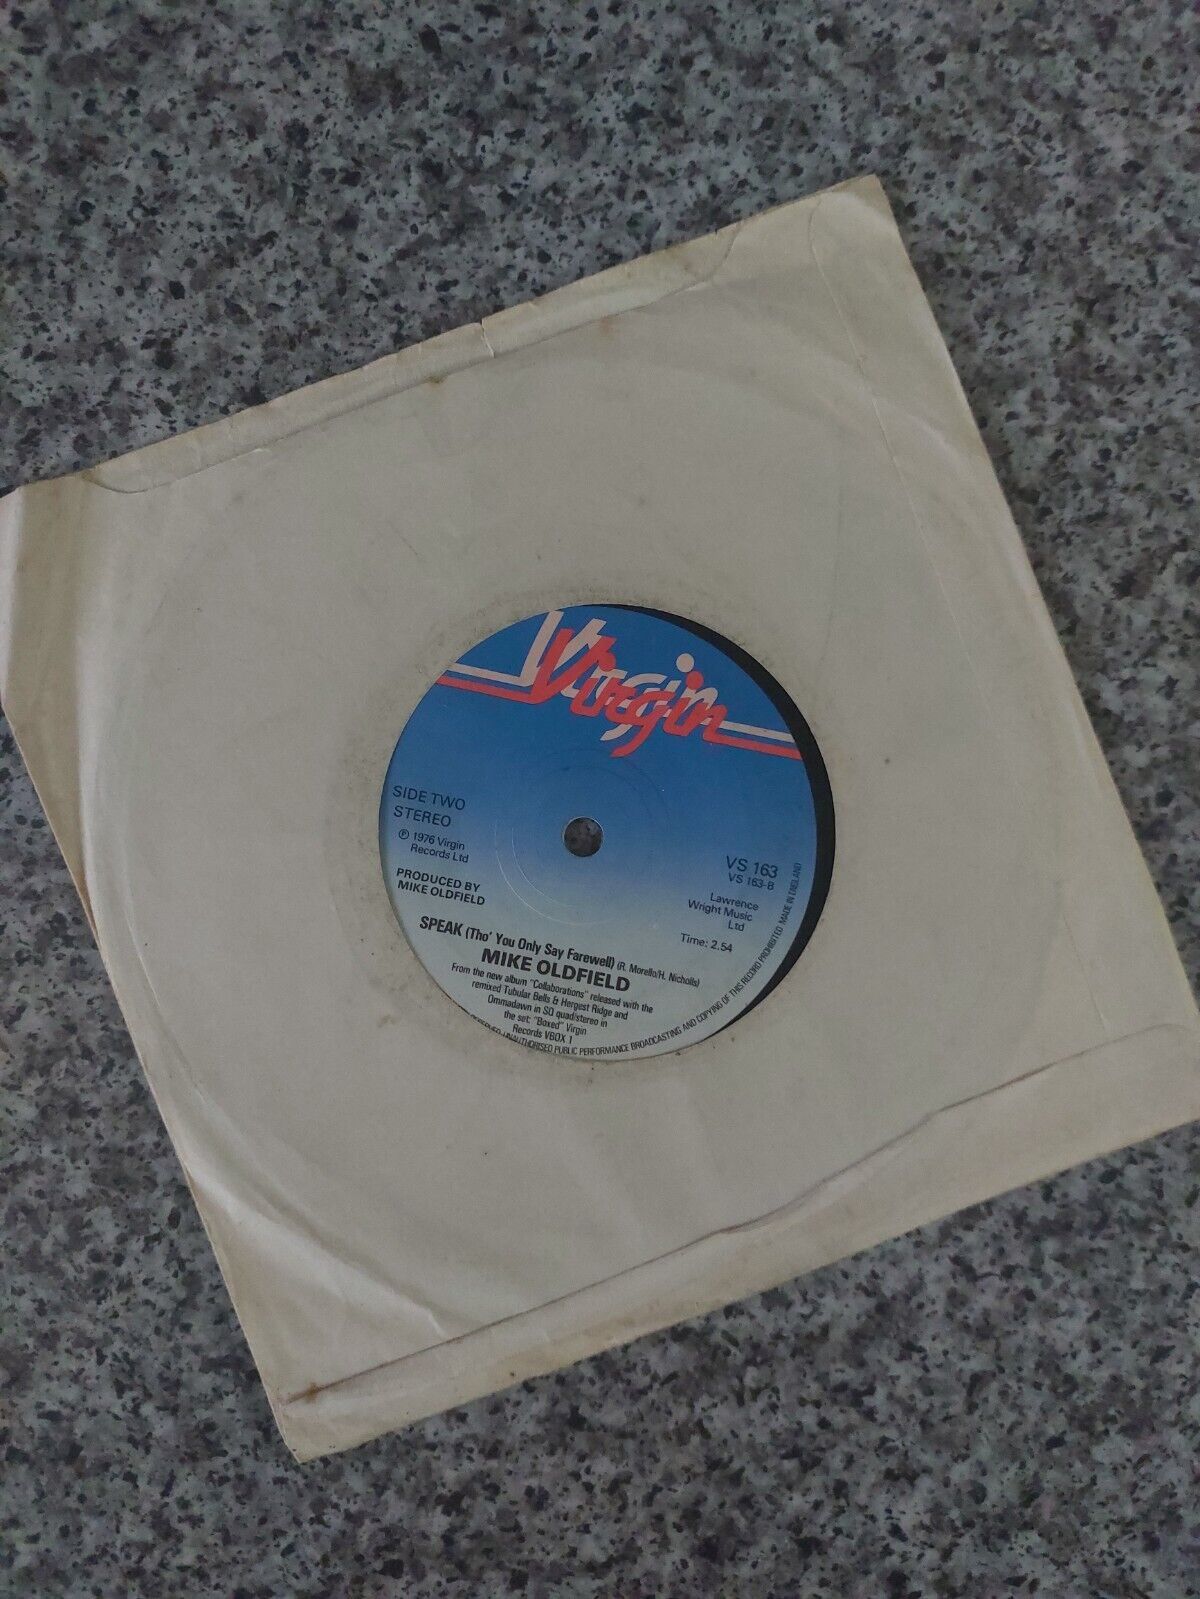 Virgin
SIDE TWO
STEREO
Ⓟ 1976 Virgin
Records Ltd
PRODUCED BY
MIKE OLDFIELD
VS 163
VS 163-B
Lawrence
Wright Music
Ltd
Time: 2.54
SPEAK (Tho' You Only Say Farewell) (R. Morello/H. Nicholls)
MIKE OLDFIELD
From the new album "Collaborations" released with the
remixed Tubular Bells & Hergest Ridge and
Ommadawn in SQ quad/stereo in
the set; "Boxed" Virgin
Records VBOX 1
UNAUTHORISED PUBLIC PERFORMANCE BROADCASTING AND COPYING OF THIS RECORD PROHIBITED MADE IN ENGLAND